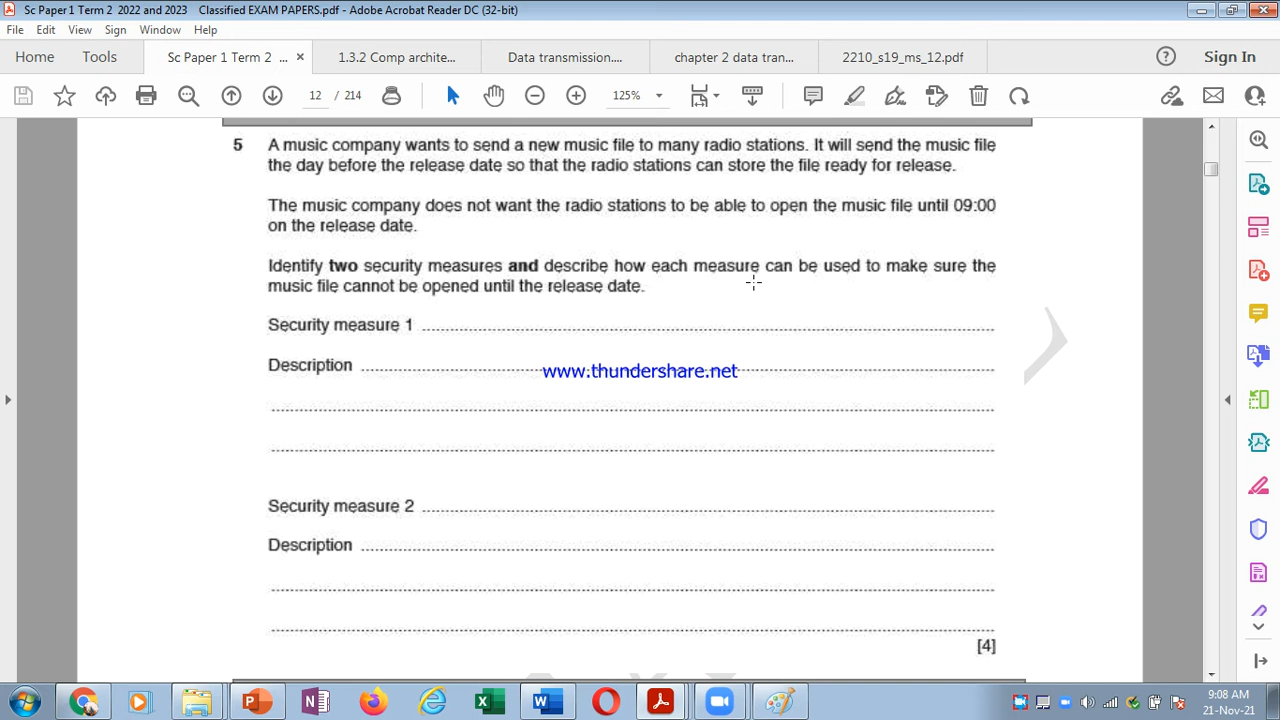 Sc Paper 1 Term 2  2022 and 2023    Classified EXAM PAPERS.pdf - Adobe Acrobat Reader DC (32-bit)
File Edit View Sign Window Help
Home Tools Sc Paper 1 Term 2 ... × 1.3.2 Comp archite... Data transmission.... chapter 2 data tran... 2210_s19_ms_12.pdf Sign In
12 / 214 125%
5 A music company wants to send a new music file to many radio stations. It will send the music file
the day before the release date so that the radio stations can store the file ready for release.
The music company does not want the radio stations to be able to open the music file until 09:00
on the release date.
Identify two security measures and describe how each measure can be used to make sure the
music file cannot be opened until the release date.
Security measure 1
Description
www.thundershare.net
Security measure 2
Description
[4]
9:08 AM
21-Nov-21